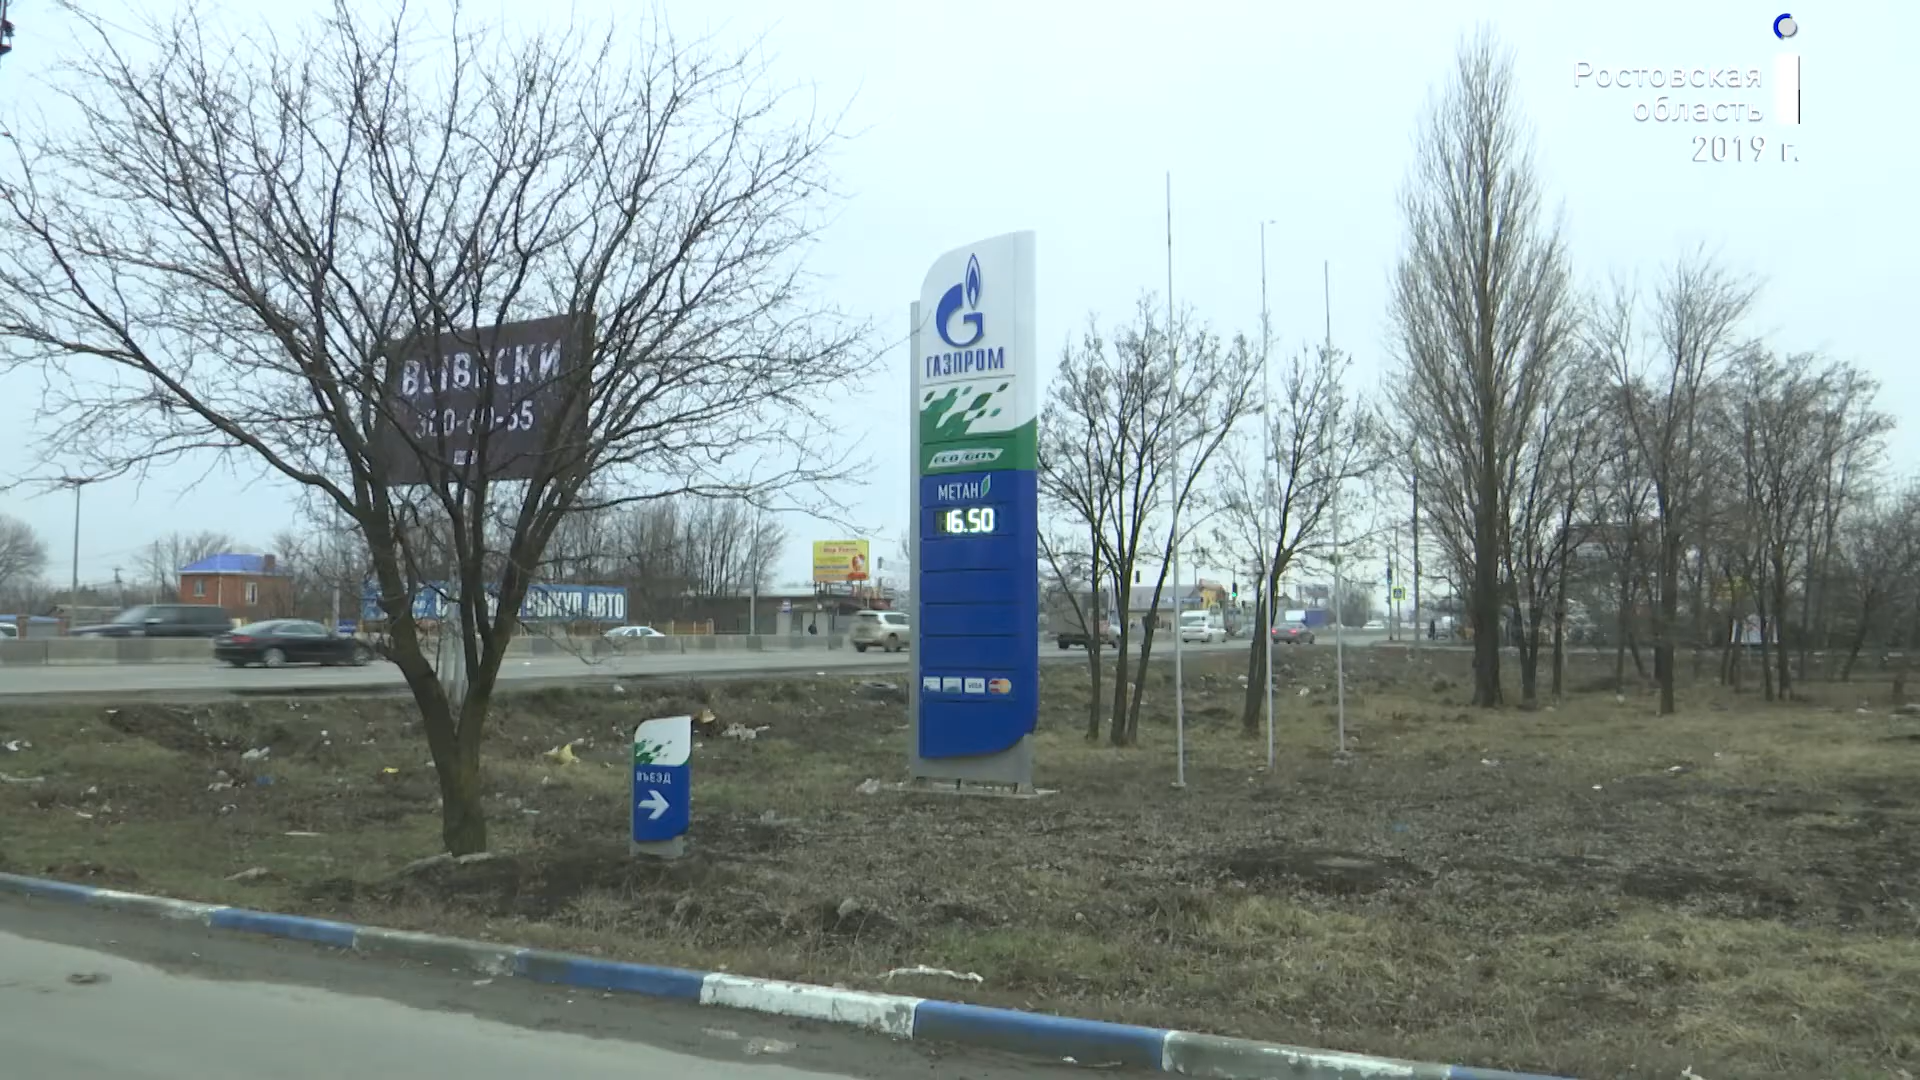 Ростовская
область
2019 г.
ВЫВЕСКИ
ГАЗПРОМ
ECO GAS
МЕТАН
16.50
VISA
ВЫКУП АВТО
ВЪЕЗД